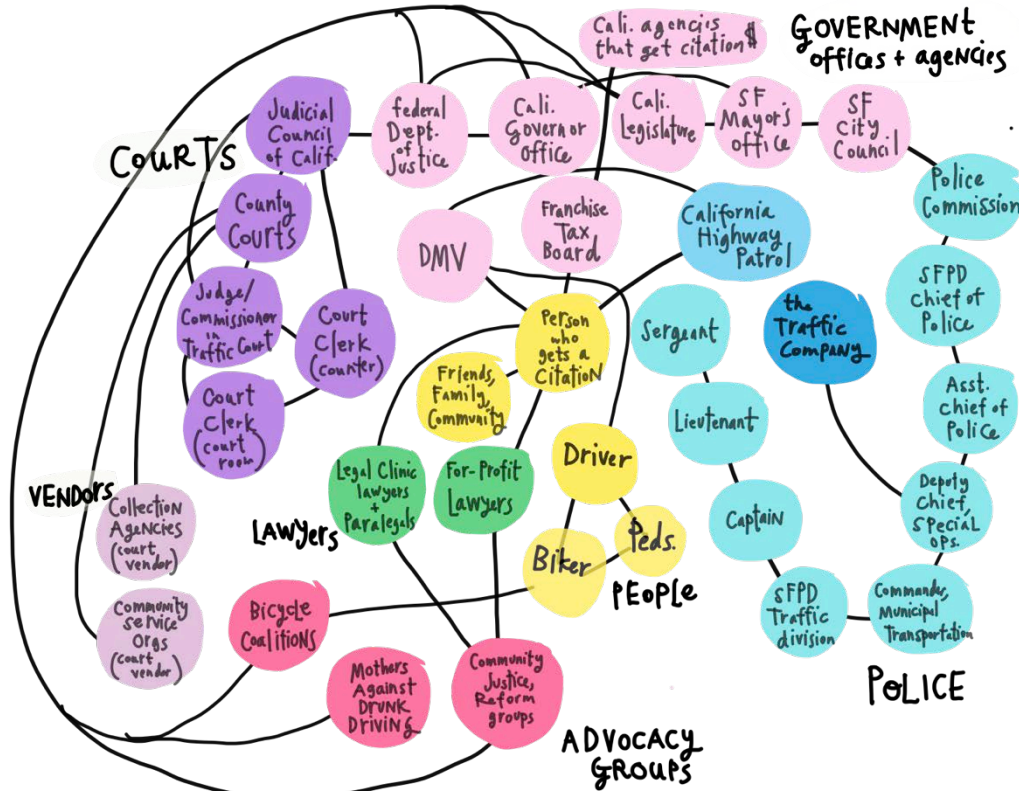 Cali. agencies
that get citation $
GOVERNMENT
offices + agencies
Judicial
Council
of Calif.
federal
Dept.
of
Justice
Cali.
Governor
Office
Cali.
Legislature
SF
Mayor's
Office
SF
City
Council
COURTS
Police
Commission
County
Courts
DMV
Franchise
Tax
Board
California
Highway
Patrol
SFPD
Chief of
Police
Judge/
Commissioner
in
Traffic Court
Court
Clerk
(counter)
Person
who
gets a
Citation
Sergeant
the
Traffic
Company
Friends,
Family,
Community
Court
Clerk
(court
room)
Lieutenant
Asst.
Chief of
Police
Legal Clinic
lawyers
+
Paralegals
For-Profit
Lawyers
Driver
VENDORS
Collection
Agencies
(court
vendor)
LAWyers
Captain
Deputy
Chief,
Special
Ops.
Biker
Peds.
PEOPLE
Community
Service
Orgs
(court
vendor)
Bicycle
Coalitions
SFPD
Traffic
division
Commander,
Municipal
Transportation
POLICE
Mothers
Against
Drunk
Driving
Community
Justice,
Reform
groups
ADVOCACY
GROUPS